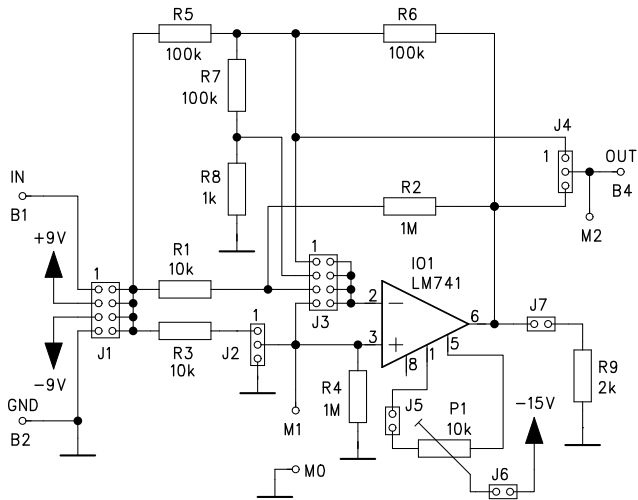 R5
100k
R6
100k
R7
100k
J4
1
OUT
B4
R8
1k
IN
B1
R2
1M
M2
+9V
R1
10k
1
J1
1
J3
IO1
LM741
2
3
6
J7
R3
10k
J2
1
8
1
5
-9V
R4
1M
J5
P1
10k
R9
2k
-15V
GND
B2
M1
M0
J6